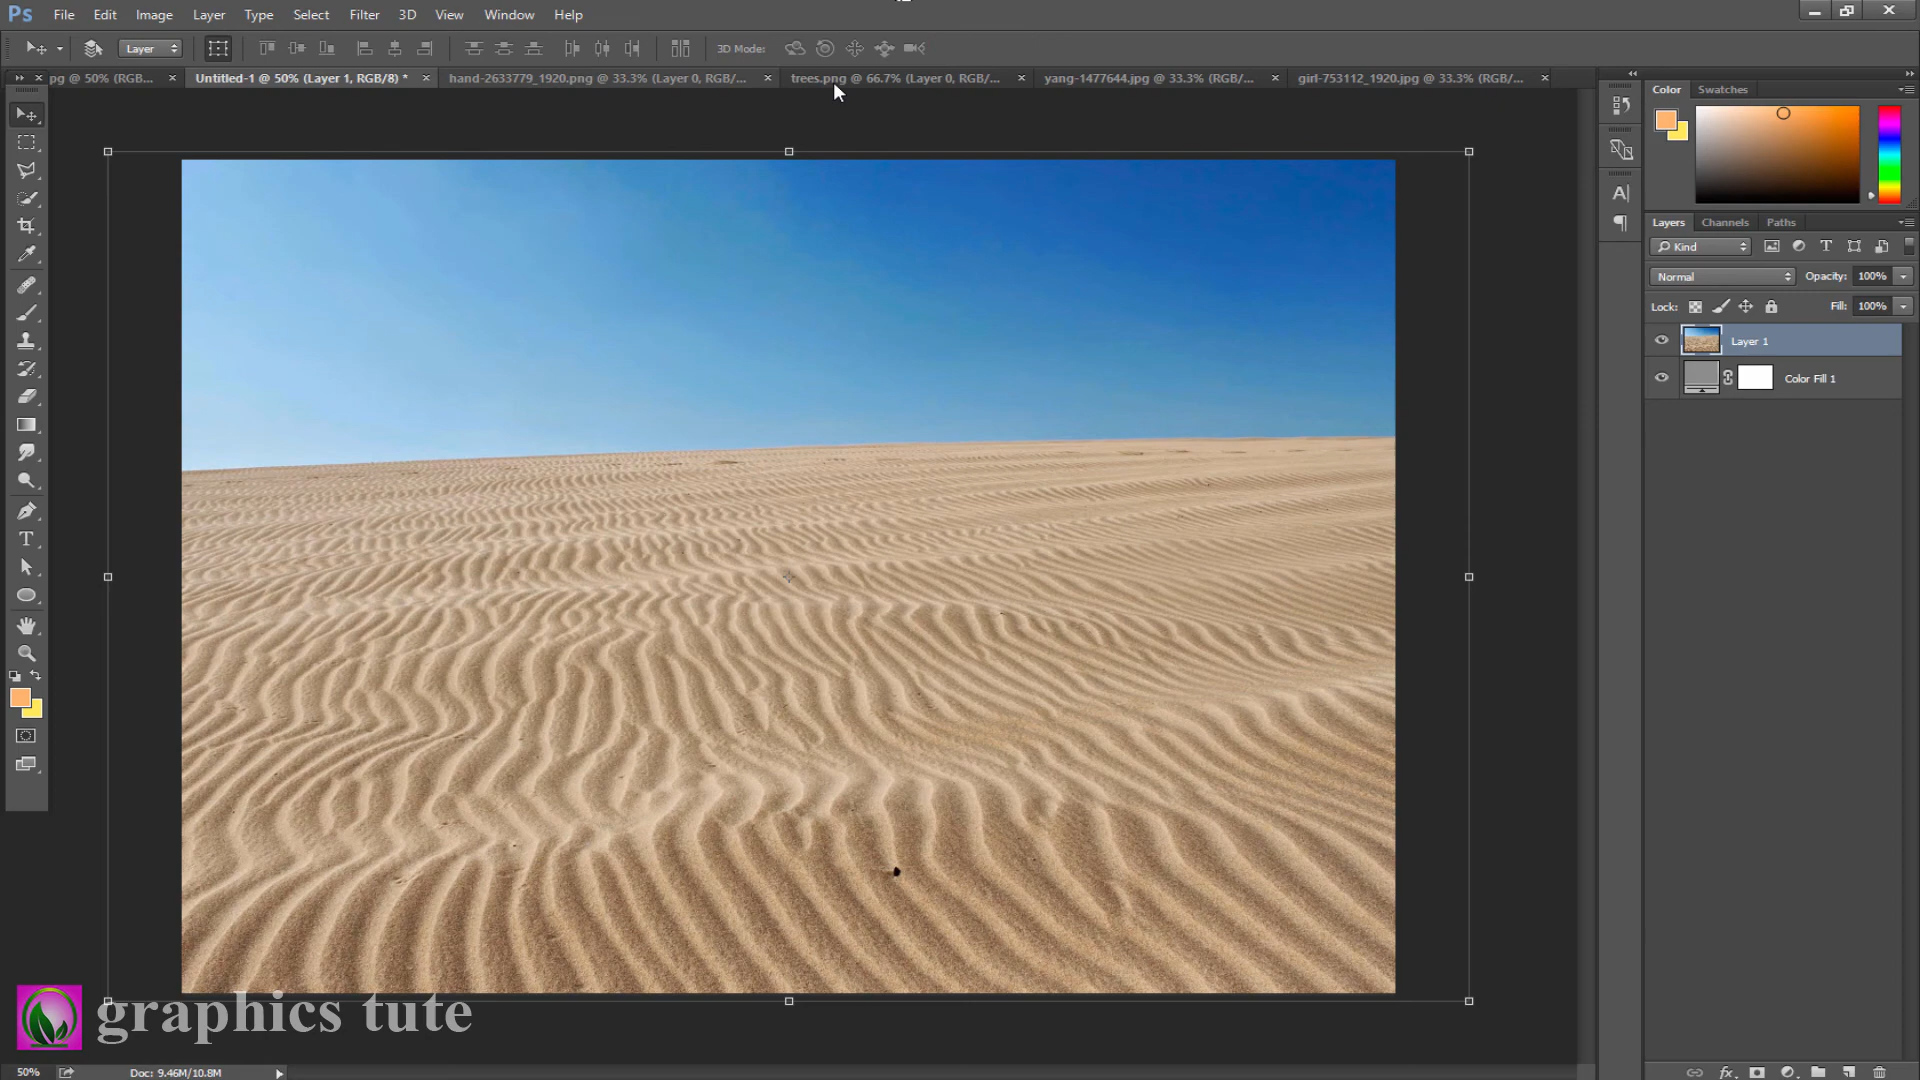 Ps File Edit Image Layer Type Select Filter 3D View Window Help
Layer 3D Mode:
pg @ 50% (RGB... Untitled-1 @ 50% (Layer 1, RGB/8) * hand-2633779_1920.png @ 33.3% (Layer 0, RGB/... trees.png @ 66.7% (Layer 0, RGB/... yang-1477644.jpg @ 33.3% (RGB/... girl-753112_1920.jpg @ 33.3% (RGB/...
Color Swatches
Layers Channels Paths
Kind
Normal Opacity: 100%
Lock: Fill: 100%
Layer 1
Color Fill 1
graphics tute
50% Doc: 9.46M/10.8M